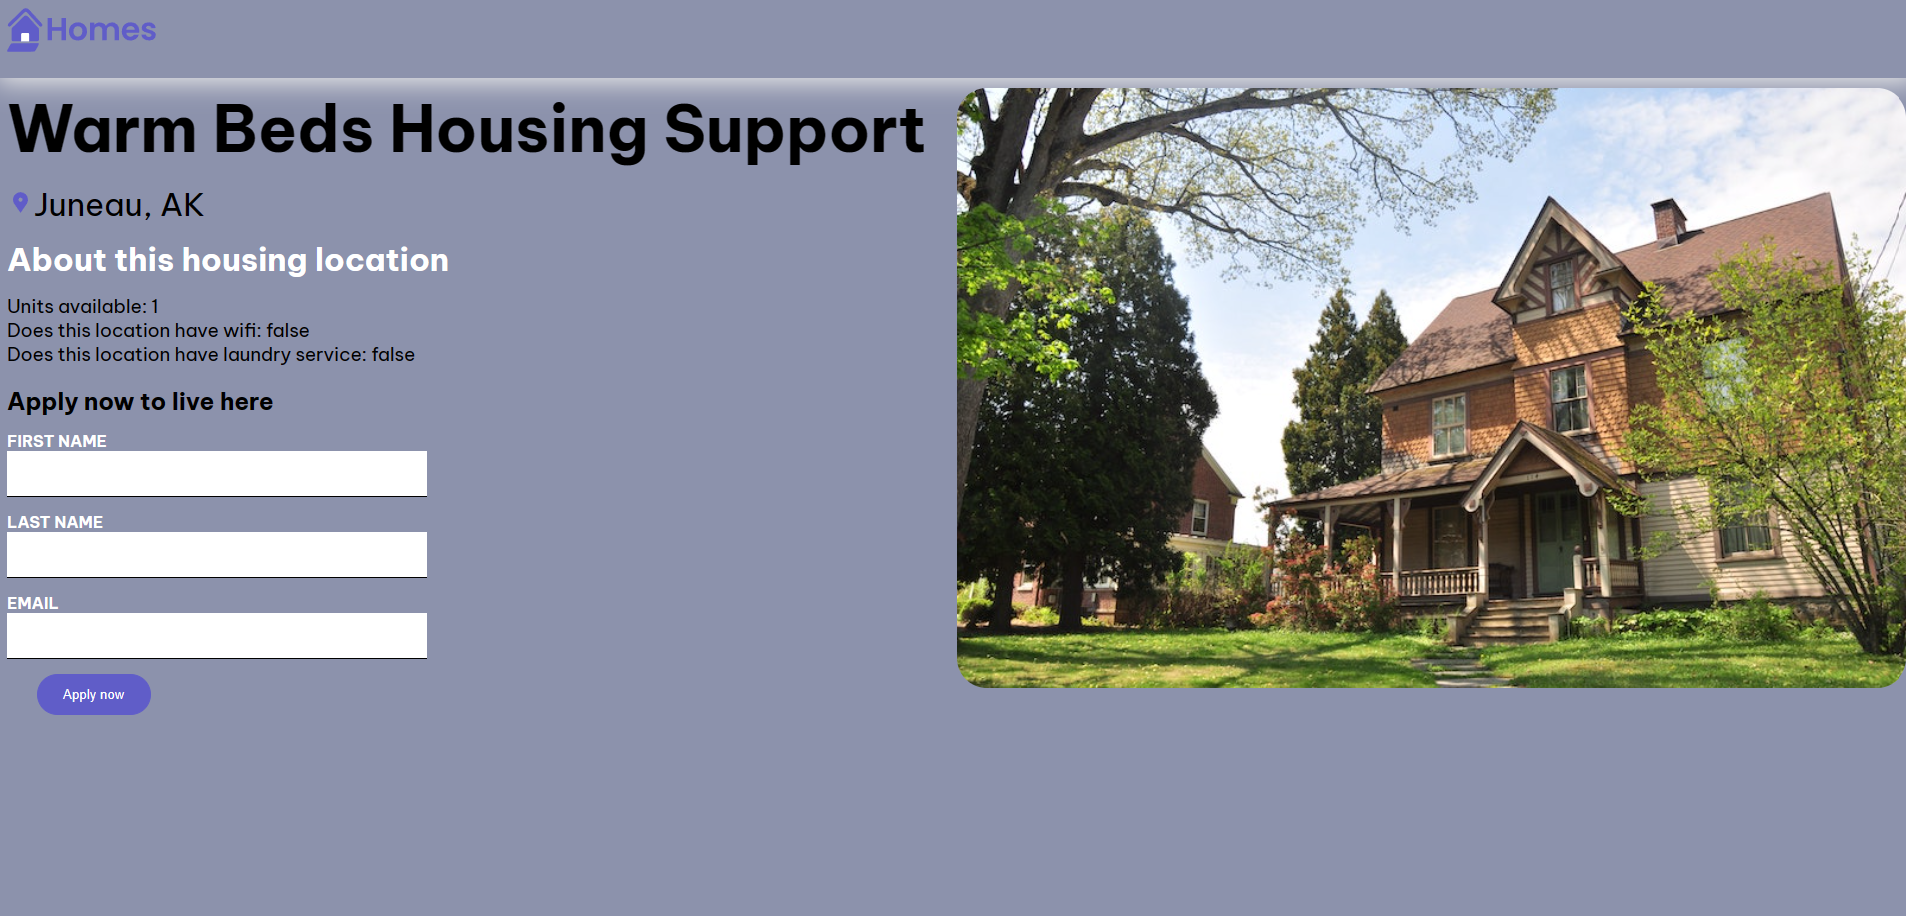 Homes
Warm Beds Housing Support
Juneau, AK
About this housing location
Units available: 1
Does this location have wifi: false
Does this location have laundry service: false
Apply now to live here
FIRST NAME
LAST NAME
EMAIL
Apply now